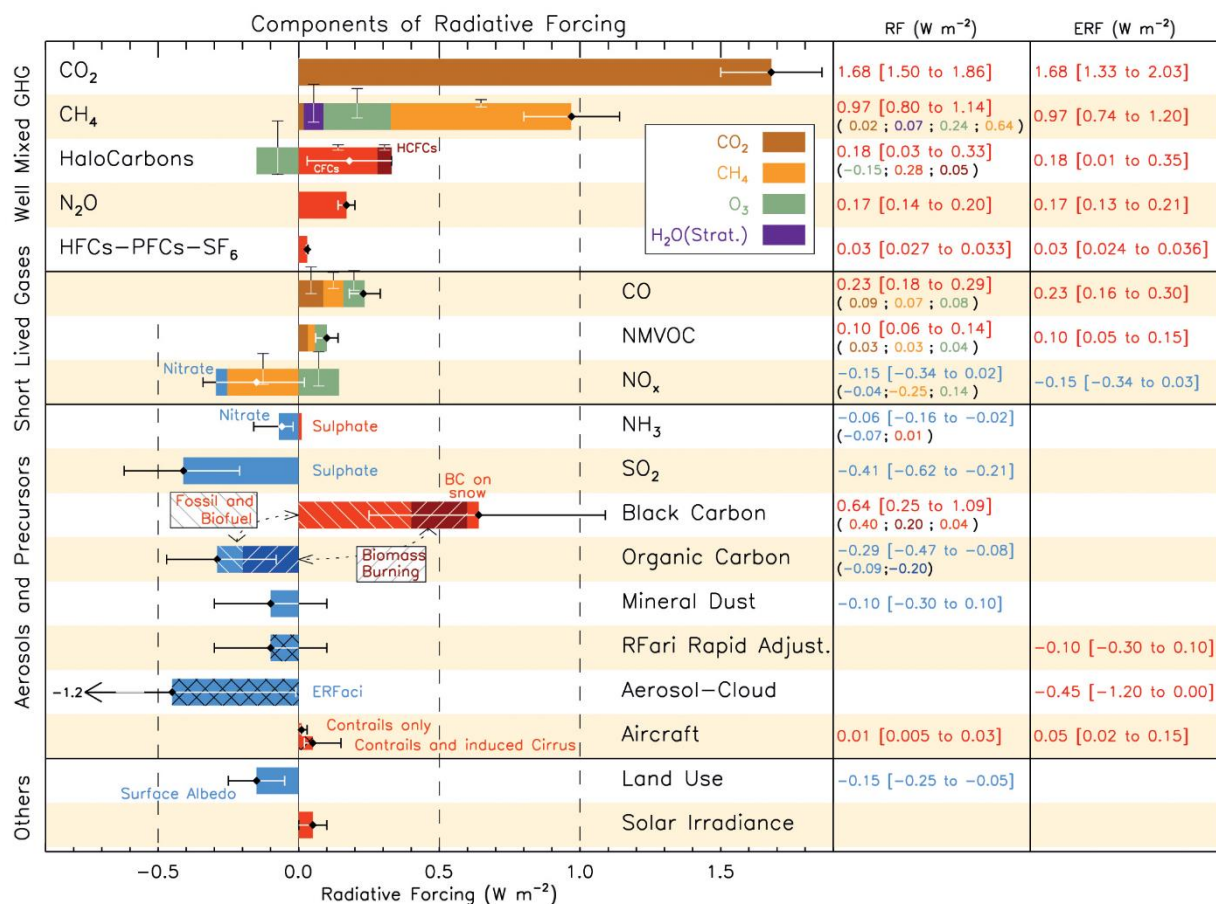 Components of Radiative Forcing
RF (W m⁻²)
ERF (W m⁻²)
Well Mixed GHG
CO₂
1.68 [1.50 to 1.86]
1.68 [1.33 to 2.03]
CH₄
0.97 [0.80 to 1.14]
( 0.02 ; 0.07 ; 0.24 ; 0.64 )
0.97 [0.74 to 1.20]
HaloCarbons
CFCs
HCFCs
0.18 [0.03 to 0.33]
(-0.15; 0.28 ; 0.05 )
0.18 [0.01 to 0.35]
N₂O
0.17 [0.14 to 0.20]
0.17 [0.13 to 0.21]
HFCs-PFCs-SF₆
0.03 [0.027 to 0.033]
0.03 [0.024 to 0.036]
CO₂
CH₄
O₃
H₂O(Strat.)
Short Lived Gases
CO
0.23 [0.18 to 0.29]
( 0.09 ; 0.07 ; 0.08 )
0.23 [0.16 to 0.30]
NMVOC
0.10 [0.06 to 0.14]
( 0.03 ; 0.03 ; 0.04 )
0.10 [0.05 to 0.15]
Nitrate
NOₓ
-0.15 [-0.34 to 0.02]
(-0.04;-0.25; 0.14 )
-0.15 [-0.34 to 0.03]
Aerosols and Precursors
Nitrate
Sulphate
NH₃
-0.06 [-0.16 to -0.02]
(-0.07; 0.01 )
Sulphate
SO₂
-0.41 [-0.62 to -0.21]
Fossil and
Biofuel
BC on
snow
Black Carbon
0.64 [0.25 to 1.09]
( 0.40 ; 0.20 ; 0.04 )
Biomass
Burning
Organic Carbon
-0.29 [-0.47 to -0.08]
(-0.09;-0.20)
Mineral Dust
-0.10 [-0.30 to 0.10]
RFari Rapid Adjust.
-0.10 [-0.30 to 0.10]
-1.2
ERFaci
Aerosol-Cloud
-0.45 [-1.20 to 0.00]
Contrails only
Contrails and induced Cirrus
Aircraft
0.01 [0.005 to 0.03]
0.05 [0.02 to 0.15]
Others
Surface Albedo
Land Use
-0.15 [-0.25 to -0.05]
Solar Irradiance
-0.5
0.0
0.5
1.0
1.5
Radiative Forcing (W m⁻²)